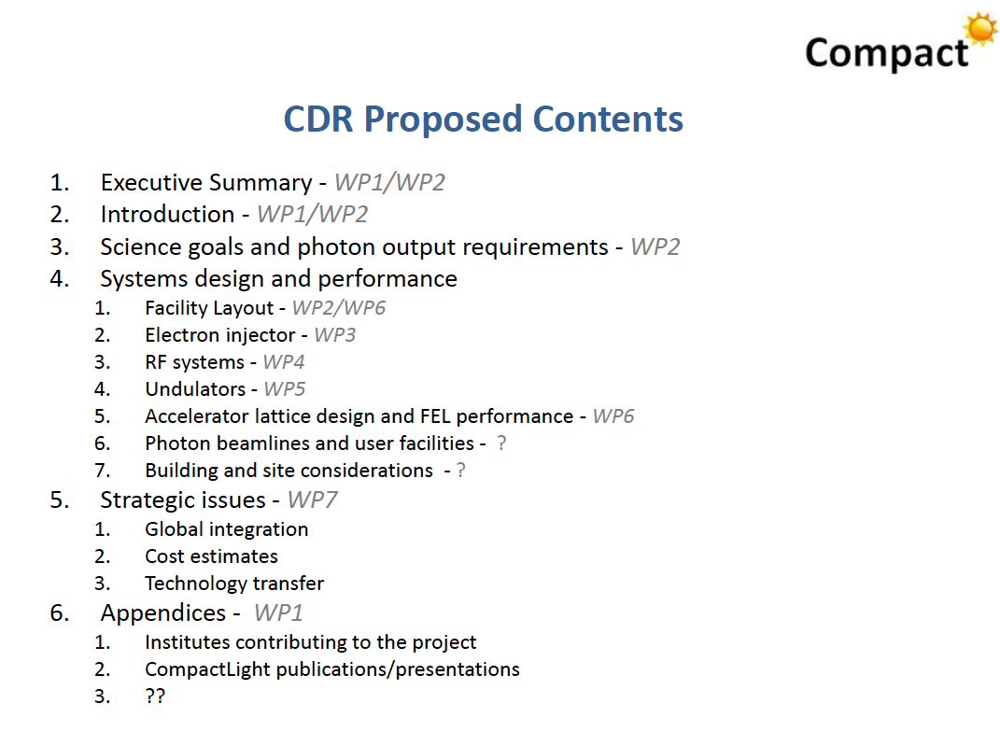 Compact
CDR Proposed Contents
1. Executive Summary - WP1/WP2
2. Introduction - WP1/WP2
3. Science goals and photon output requirements - WP2
4. Systems design and performance
1. Facility Layout - WP2/WP6
2. Electron injector - WP3
3. RF systems - WP4
4. Undulators - WP5
5. Accelerator lattice design and FEL performance - WP6
6. Photon beamlines and user facilities - ?
7. Building and site considerations - ?
5. Strategic issues - WP7
1. Global integration
2. Cost estimates
3. Technology transfer
6. Appendices - WP1
1. Institutes contributing to the project
2. CompactLight publications/presentations
3. ??